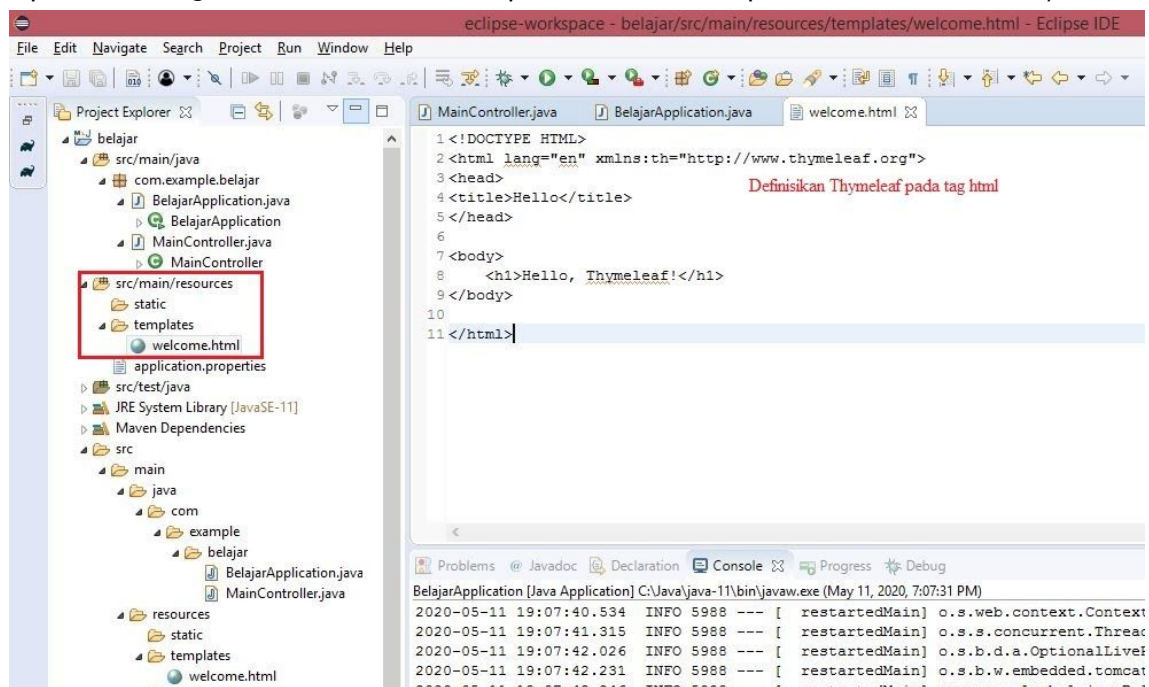 eclipse-workspace - belajar/src/main/resources/templates/welcome.html - Eclipse IDE
File Edit Navigate Search Project Run Window Help
Project Explorer
belajar
src/main/java
com.example.belajar
BelajarApplication.java
BelajarApplication
MainController.java
MainController
src/main/resources
static
templates
welcome.html
application.properties
src/test/java
JRE System Library [JavaSE-11]
Maven Dependencies
src
main
java
com
example
belajar
BelajarApplication.java
MainController.java
resources
static
templates
welcome.html
MainController.java BelajarApplication.java welcome.html
1 <!DOCTYPE HTML>
2 <html lang="en" xmlns:th="http://www.thymeleaf.org">
3 <head>
Definisikan Thymeleaf pada tag html
4 <title>Hello</title>
5 </head>
6
7 <body>
8 <h1>Hello, Thymeleaf!</h1>
9 </body>
10
11 </html>
Problems @ Javadoc Declaration Console Progress Debug
BelajarApplication [Java Application] C:\Java\java-11\bin\javaw.exe (May 11, 2020, 7:07:31 PM)
2020-05-11 19:07:40.534 INFO 5988 --- [ restartedMain] o.s.web.context.Context
2020-05-11 19:07:41.315 INFO 5988 --- [ restartedMain] o.s.s.concurrent.Thread
2020-05-11 19:07:42.026 INFO 5988 --- [ restartedMain] o.s.b.d.a.OptionalLive
2020-05-11 19:07:42.231 INFO 5988 --- [ restartedMain] o.s.b.w.embedded.tomcat